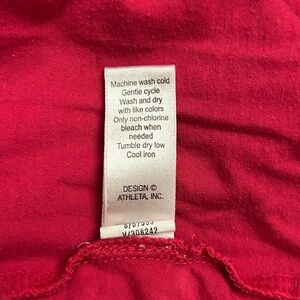 Machine wash cold
Gentle cycle
Wash and dry
with like colors
Only non-chlorine
bleach when
needed
Tumble dry low
Cool iron
DESIGN ©
ATHLETA, INC.
V/308242